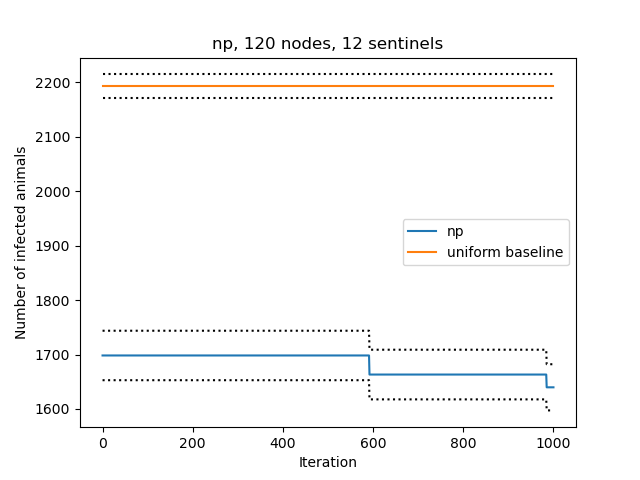 np, 120 nodes, 12 sentinels
Number of infected animals
2200
2100
2000
1900
1800
1700
1600
np
uniform baseline
0
200
400
600
800
1000
Iteration